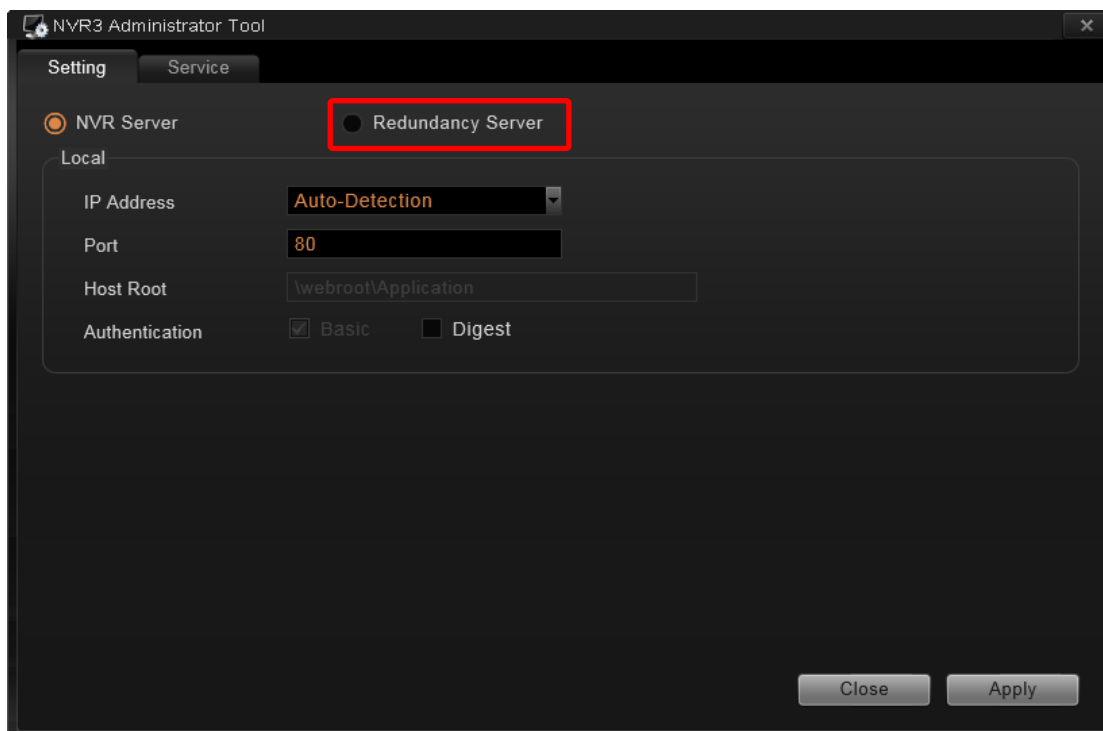 NVR3 Administrator Tool
Setting Service
NVR Server Redundancy Server
Local
IP Address Auto-Detection
Port 80
Host Root \webroot\Application
Authentication Basic Digest
Close Apply